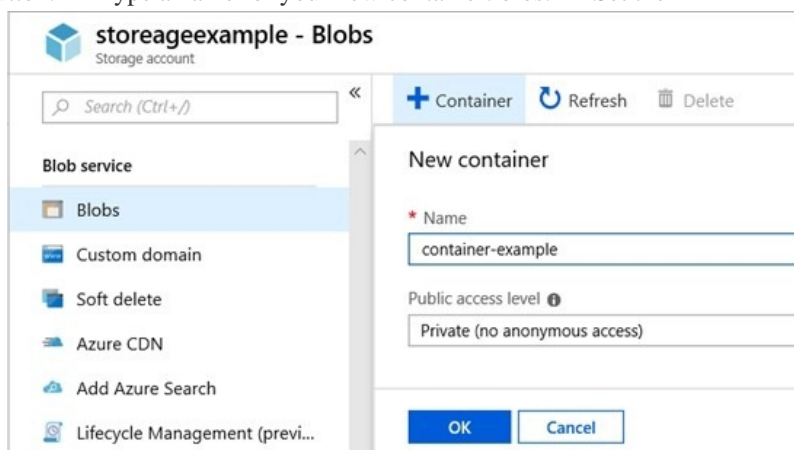 storeageexample - Blobs
Storage account
Search (Ctrl+/)
«
Container
Refresh
Delete
Blob service
Blobs
Custom domain
Soft delete
Azure CDN
Add Azure Search
Lifecycle Management (previ...
New container
* Name
container-example
Public access level
Private (no anonymous access)
OK
Cancel